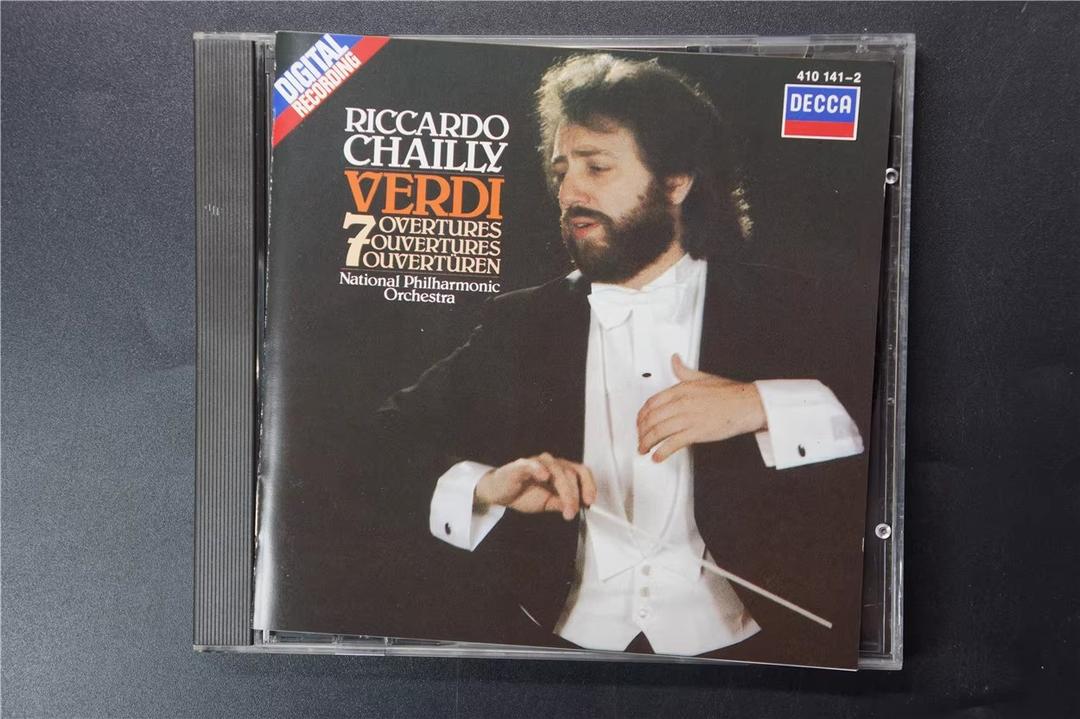 DIGITAL
RECORDING
410 141-2
DECCA
RICCARDO
CHAILLY
VERDI
7 OVERTURES
OUVERTURES
OUVERTÜREN
National Philharmonic
Orchestra